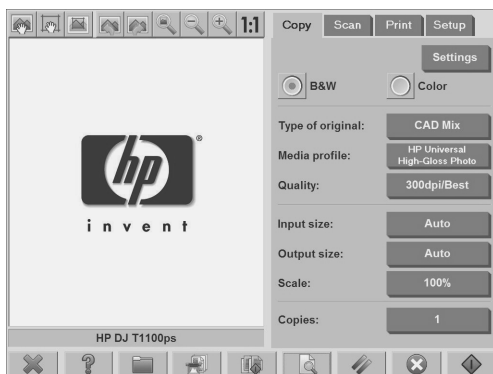 1:1
Copy Scan Print Setup
Settings
B&W Color
Type of original: CAD Mix
Media profile: HP Universal
High-Gloss Photo
Quality: 300dpi/Best
Input size: Auto
Output size: Auto
Scale: 100%
Copies: 1
hp®
invent
HP DJ T1100ps
?